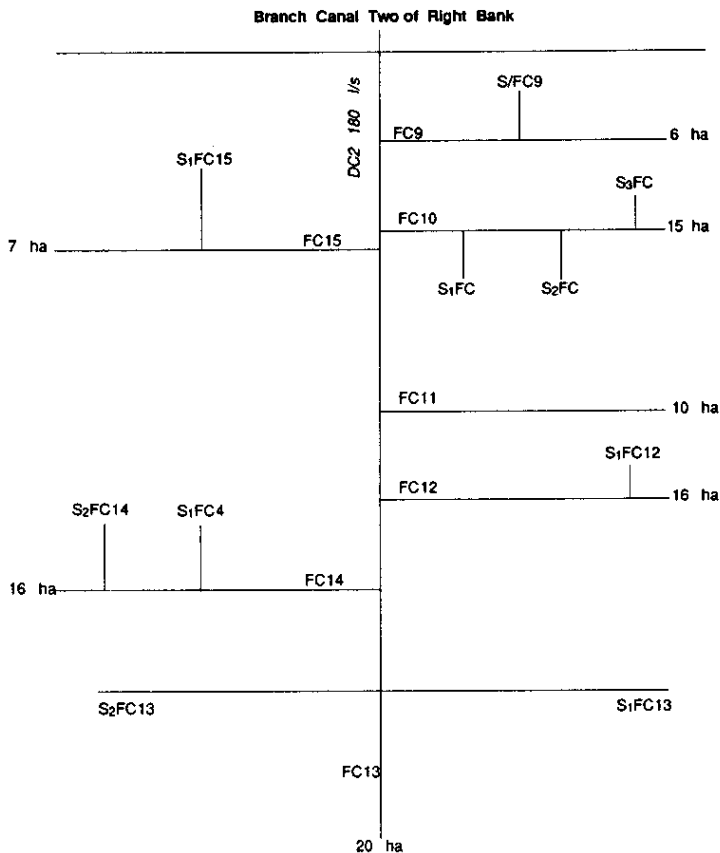 Branch Canal Two of Right Bank
DC2 180 l/s
S/FC9
FC9
6 ha
S₁FC15
S₃FC
FC10
15 ha
7 ha
FC15
S₁FC
S₂FC
FC11
10 ha
S₁FC12
FC12
16 ha
S₂FC14
S₁FC4
FC14
16 ha
S₂FC13
S₁FC13
FC13
20 ha